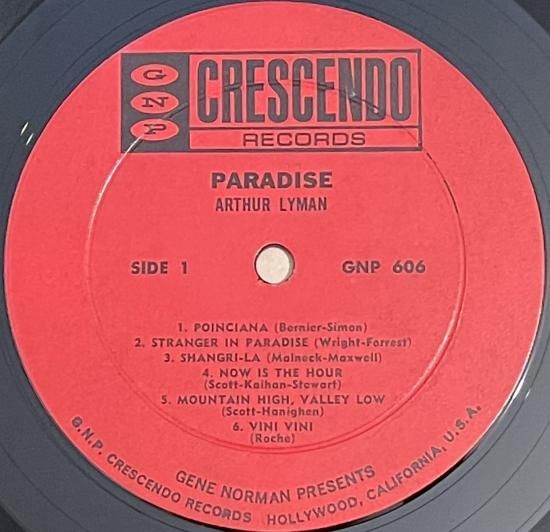 G
N
P
CRESCENDO
RECORDS
PARADISE
ARTHUR LYMAN
SIDE 1
GNP 606
1. POINCIANA (Bernier-Simon)
2. STRANGER IN PARADISE (Wright-Forrest)
3. SHANGRI-LA (Malneck-Maxwell)
4. NOW IS THE HOUR
(Scott-Kaihan-Stewart)
5. MOUNTAIN HIGH, VALLEY LOW
(Scott-Hanighen)
6. VINI VINI
(Roche)
GENE NORMAN PRESENTS
G.N.P. CRESCENDO RECORDS (HOLLYWOOD, CALIFORNIA, U.S.A.